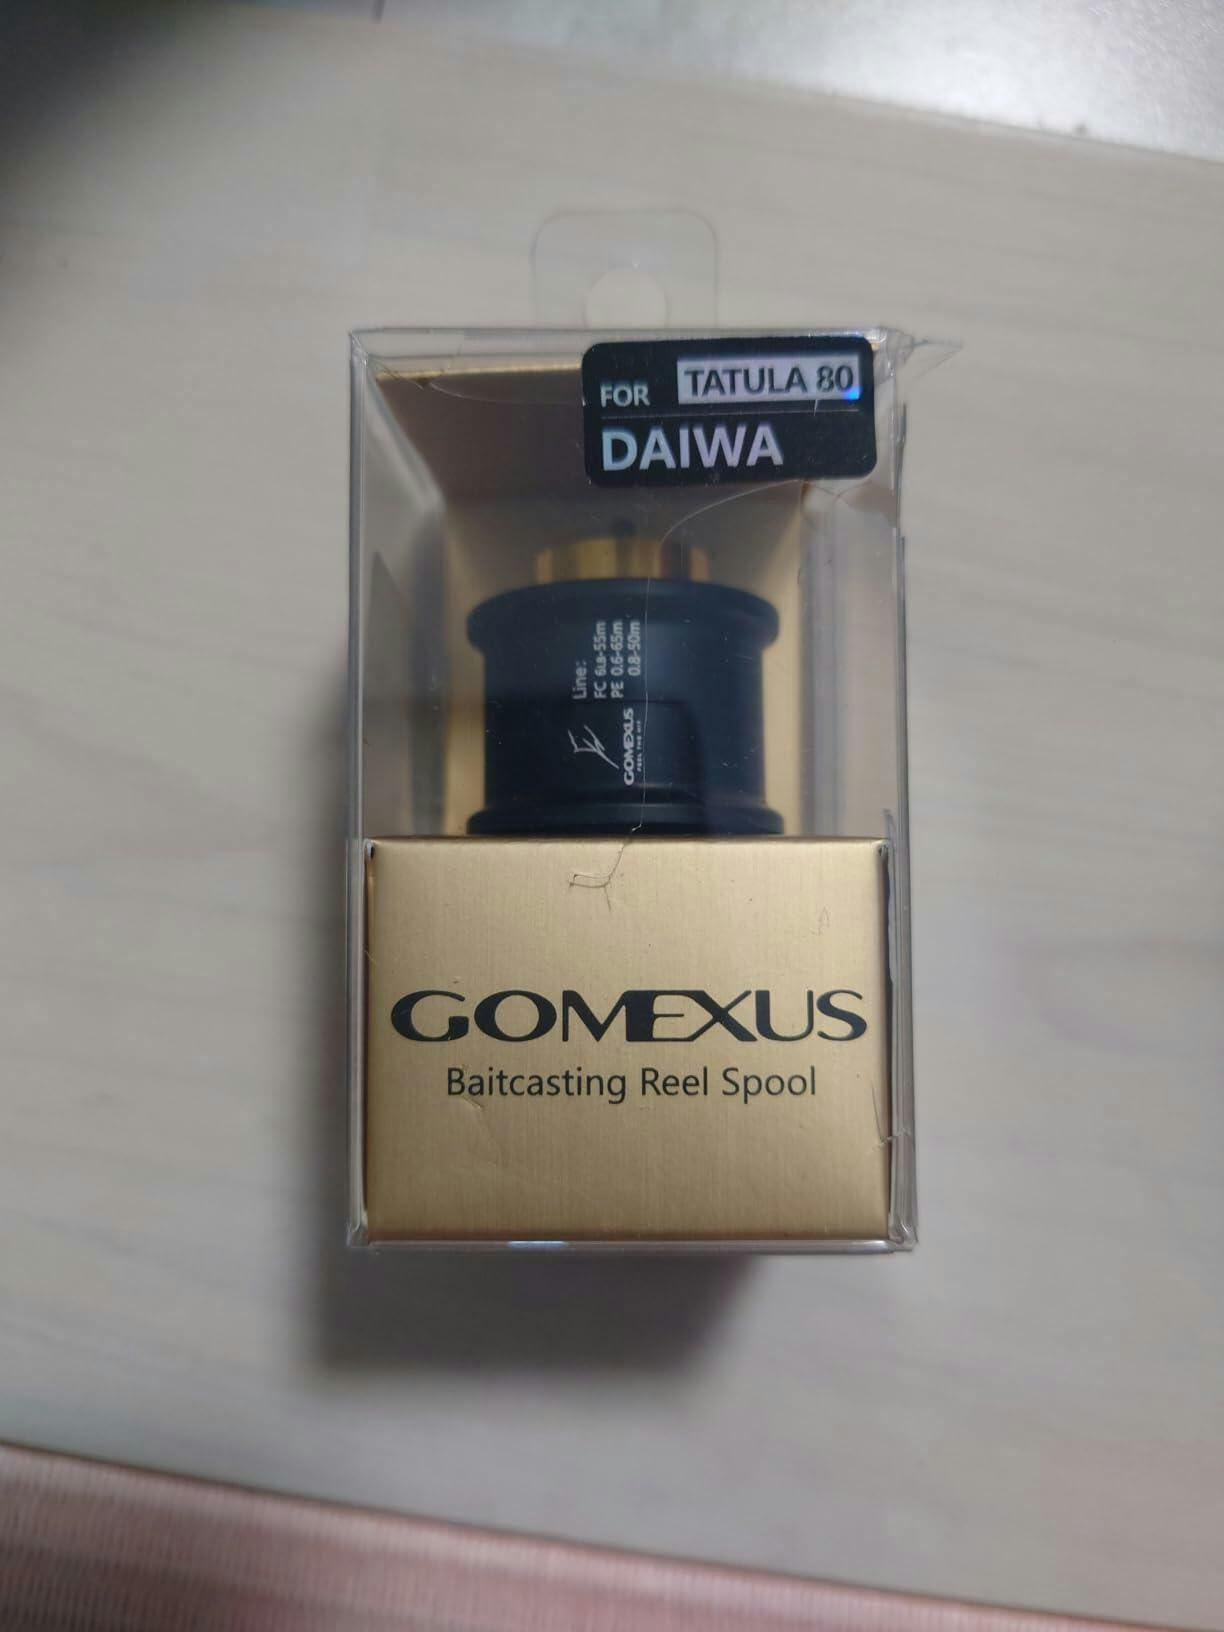 FOR TATULA 80
DAIWA
Line:
FC 6LB-55m
PE 0.6-65m
0.8-50m
GOMEXUS
GOMEXUS
Baitcasting Reel Spool